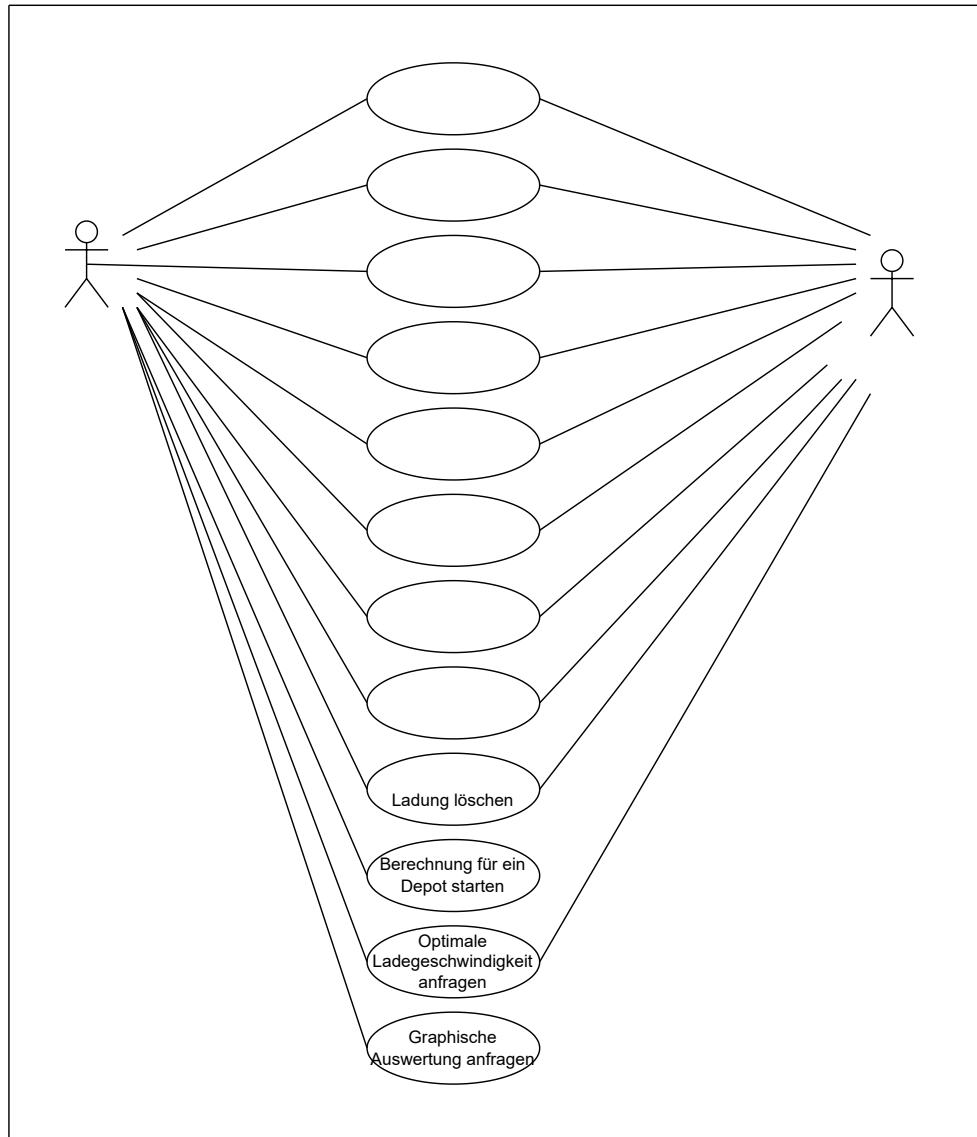 Ladung löschen
Berechnung für ein
Depot starten
Optimale
Ladegeschwindigkeit
anfragen
Graphische
Auswertung anfragen